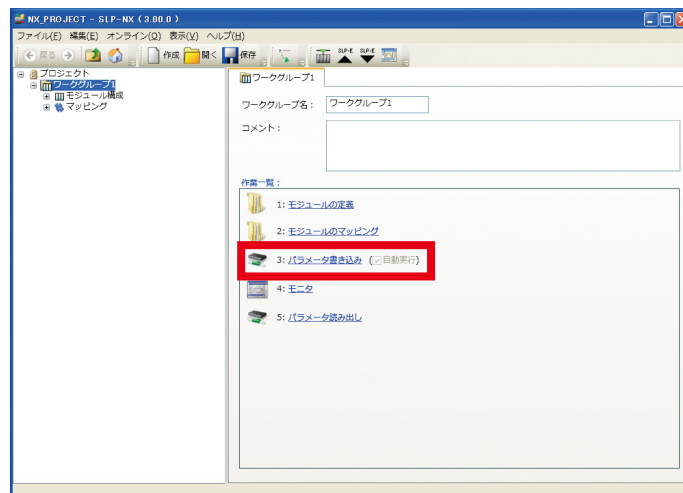 NX_PROJECT - SLP-NX (3.00.0)
ファイル(F) 編集(E) オンライン(Q) 表示(V) ヘルプ(H)
戻る 作成 開く 保存 SLP-E SLP-E
プロジェクト
ワークグループ1
モジュール構成
マッピング
ワークグループ1
ワークグループ名： ワークグループ1
コメント：
作業一覧：
1: モジュールの定義
2: モジュールのマッピング
3: パラメータ書き込み (自動実行)
4: モニタ
5: パラメータ読み出し